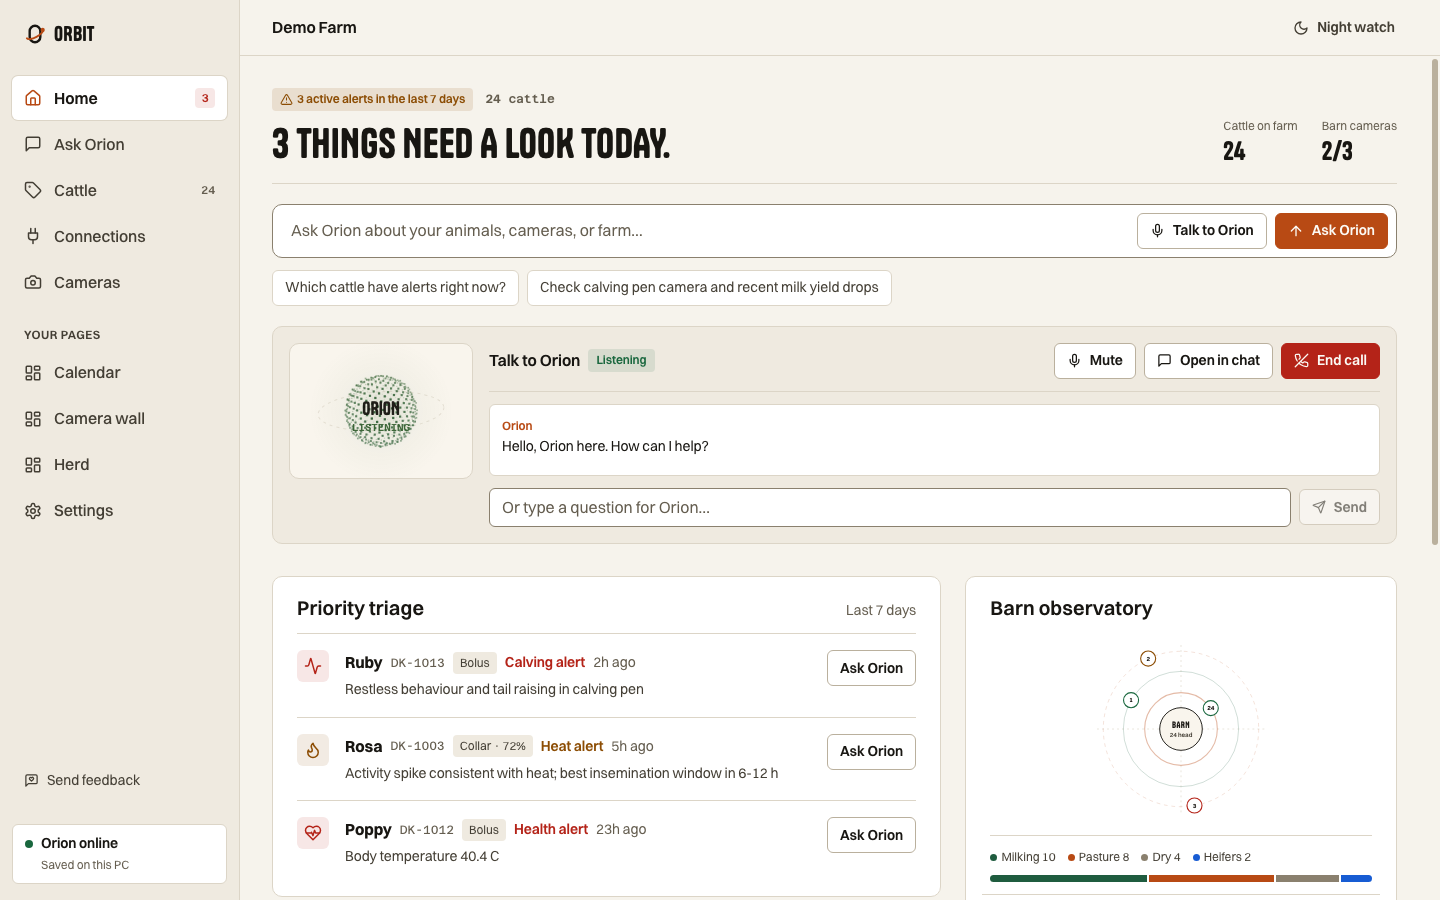 ORBIT
Home 3
Ask Orion
Cattle 24
Connections
Cameras
YOUR PAGES
Calendar
Camera wall
Herd
Settings
Send feedback
Orion online
Saved on this PC
Demo Farm
Night watch
3 active alerts in the last 7 days 24 cattle
3 THINGS NEED A LOOK TODAY.
Cattle on farm
24
Barn cameras
2/3
Ask Orion about your animals, cameras, or farm...
Talk to Orion
Ask Orion
Which cattle have alerts right now?
Check calving pen camera and recent milk yield drops
ORION
LISTENING
Talk to Orion Listening
Mute
Open in chat
End call
Orion
Hello, Orion here. How can I help?
Or type a question for Orion...
Send
Priority triage
Last 7 days
Ruby DK-1013 Bolus Calving alert 2h ago
Restless behaviour and tail raising in calving pen
Ask Orion
Rosa DK-1003 Collar · 72% Heat alert 5h ago
Activity spike consistent with heat; best insemination window in 6-12 h
Ask Orion
Poppy DK-1012 Bolus Health alert 23h ago
Body temperature 40.4 C
Ask Orion
Barn observatory
2
1
24
BARN
24 head
3
Milking 10 Pasture 8 Dry 4 Heifers 2